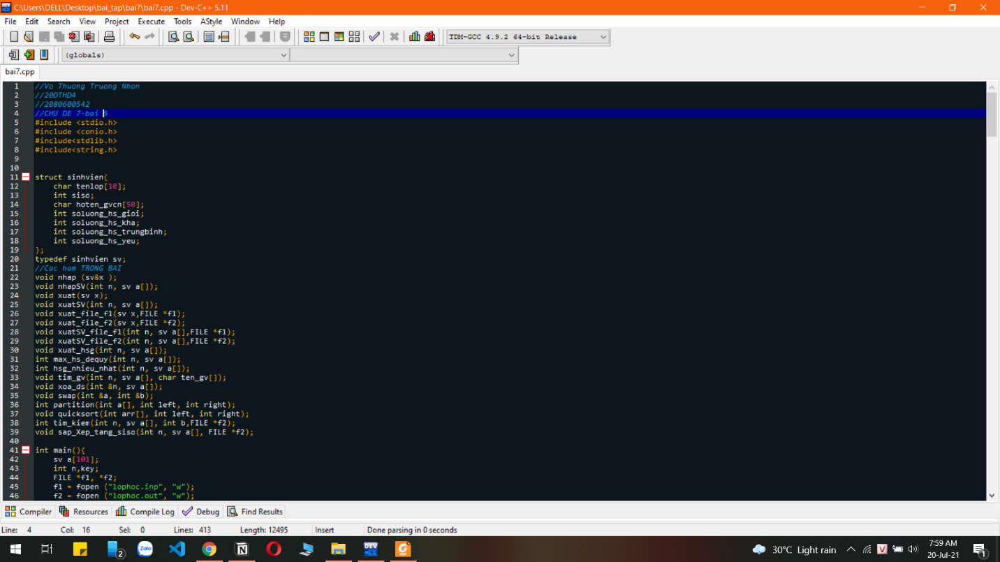 C:\Users\DELL\Desktop\bai_tap\bai7\bai7.cpp - Dev-C++ 5.11
File Edit Search View Project Execute Tools AStyle Window Help
TDM-GCC 4.9.2 64-bit Release
(globals)
bai7.cpp
1 //Vo Thuong Truong Nhon
2 //20DTHD4
3 //2080600542
4 //CHU DE 7-bai 5
5 #include <stdio.h>
6 #include <conio.h>
7 #include<stdlib.h>
8 #include<string.h>
9
10
11 struct sinhvien{
12 char tenlop[10];
13 int siso;
14 char hoten_gvcn[50];
15 int soluong_hs_gioi;
16 int soluong_hs_kha;
17 int soluong_hs_trungbinh;
18 int soluong_hs_yeu;
19 };
20 typedef sinhvien sv;
21 //Cac ham TRONG BAI
22 void nhap (sv&x );
23 void nhapSV(int n, sv a[]);
24 void xuat(sv x);
25 void xuatSV(int n, sv a[]);
26 void xuat_file_f1(sv x,FILE *f1);
27 void xuat_file_f2(sv x,FILE *f2);
28 void xuatSV_file_f1(int n, sv a[],FILE *f1);
29 void xuatSV_file_f2(int n, sv a[],FILE *f2);
30 void xuat_hsg(int n, sv a[]);
31 int max_hs_dequy(int n, sv a[]);
32 int hsg_nhieu_nhat(int n, sv a[]);
33 void tim_gv(int n, sv a[], char ten_gv[]);
34 void xoa_ds(int &n, sv a[]);
35 void swap(int &a, int &b);
36 int partition(int a[], int left, int right);
37 void quicksort(int arr[], int left, int right);
38 int tim_kiem(int n, sv a[], int b,FILE *f2);
39 void sap_Xep_tang_siso(int n, sv a[], FILE *f2);
40
41 int main(){
42 sv a[101];
43 int n,key;
44 FILE *f1, *f2;
45 f1 = fopen ("lophoc.inp", "w");
46 f2 = fopen ("lophoc.out", "w");
Compiler Resources Compile Log Debug Find Results
Line: 4 Col: 16 Sel: 0 Lines: 413 Length: 12495 Insert Done parsing in 0 seconds
2 Zalo DEV PDF 30°C Light rain V 7:59 AM 1
20-Jul-21